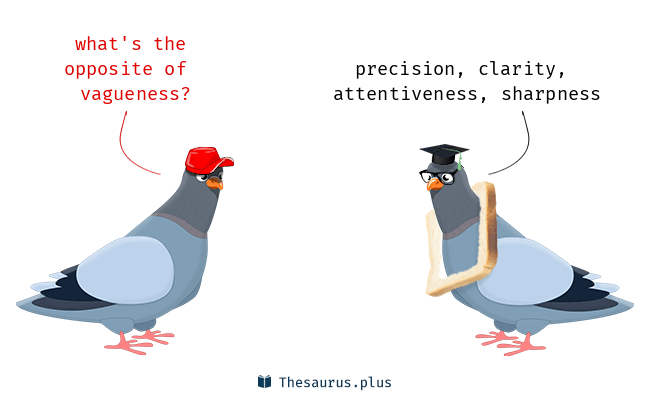 what's the
opposite of
vagueness?
precision, clarity,
attentiveness, sharpness
Thesaurus.plus